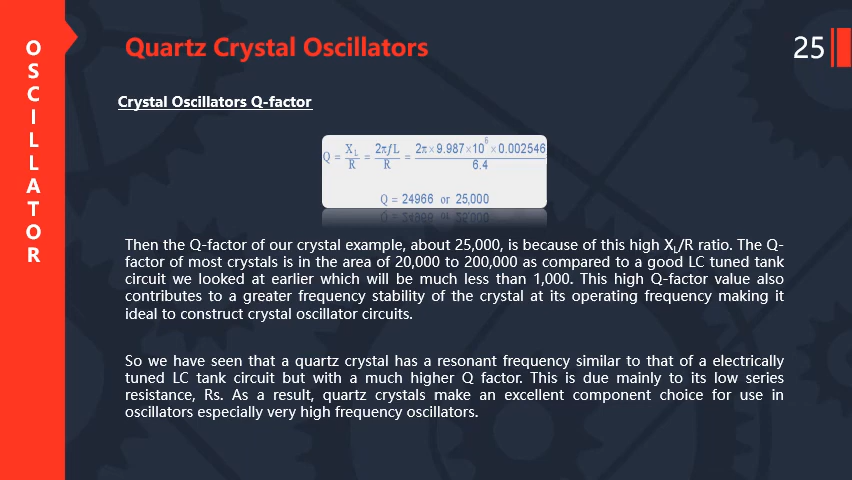 OSCILLATOR
Quartz Crystal Oscillators
25
Crystal Oscillators Q-factor
Q = X_L/R = 2πƒL/R = 2π×9.987×10^6×0.002546/6.4
Q = 24966 or 25,000
Then the Q-factor of our crystal example, about 25,000, is because of this high X_L/R ratio. The Q-
factor of most crystals is in the area of 20,000 to 200,000 as compared to a good LC tuned tank
circuit we looked at earlier which will be much less than 1,000. This high Q-factor value also
contributes to a greater frequency stability of the crystal at its operating frequency making it
ideal to construct crystal oscillator circuits.
So we have seen that a quartz crystal has a resonant frequency similar to that of a electrically
tuned LC tank circuit but with a much higher Q factor. This is due mainly to its low series
resistance, Rs. As a result, quartz crystals make an excellent component choice for use in
oscillators especially very high frequency oscillators.